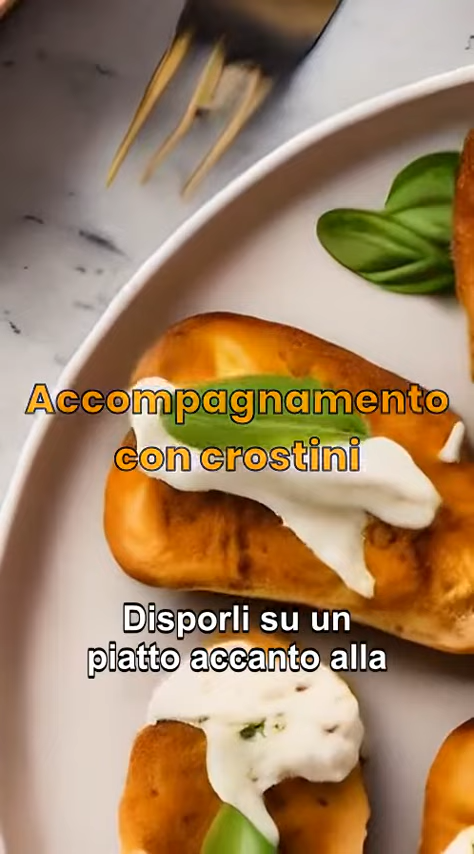 Accompagnamento
con crostini
Disporli su un
piatto accanto alla